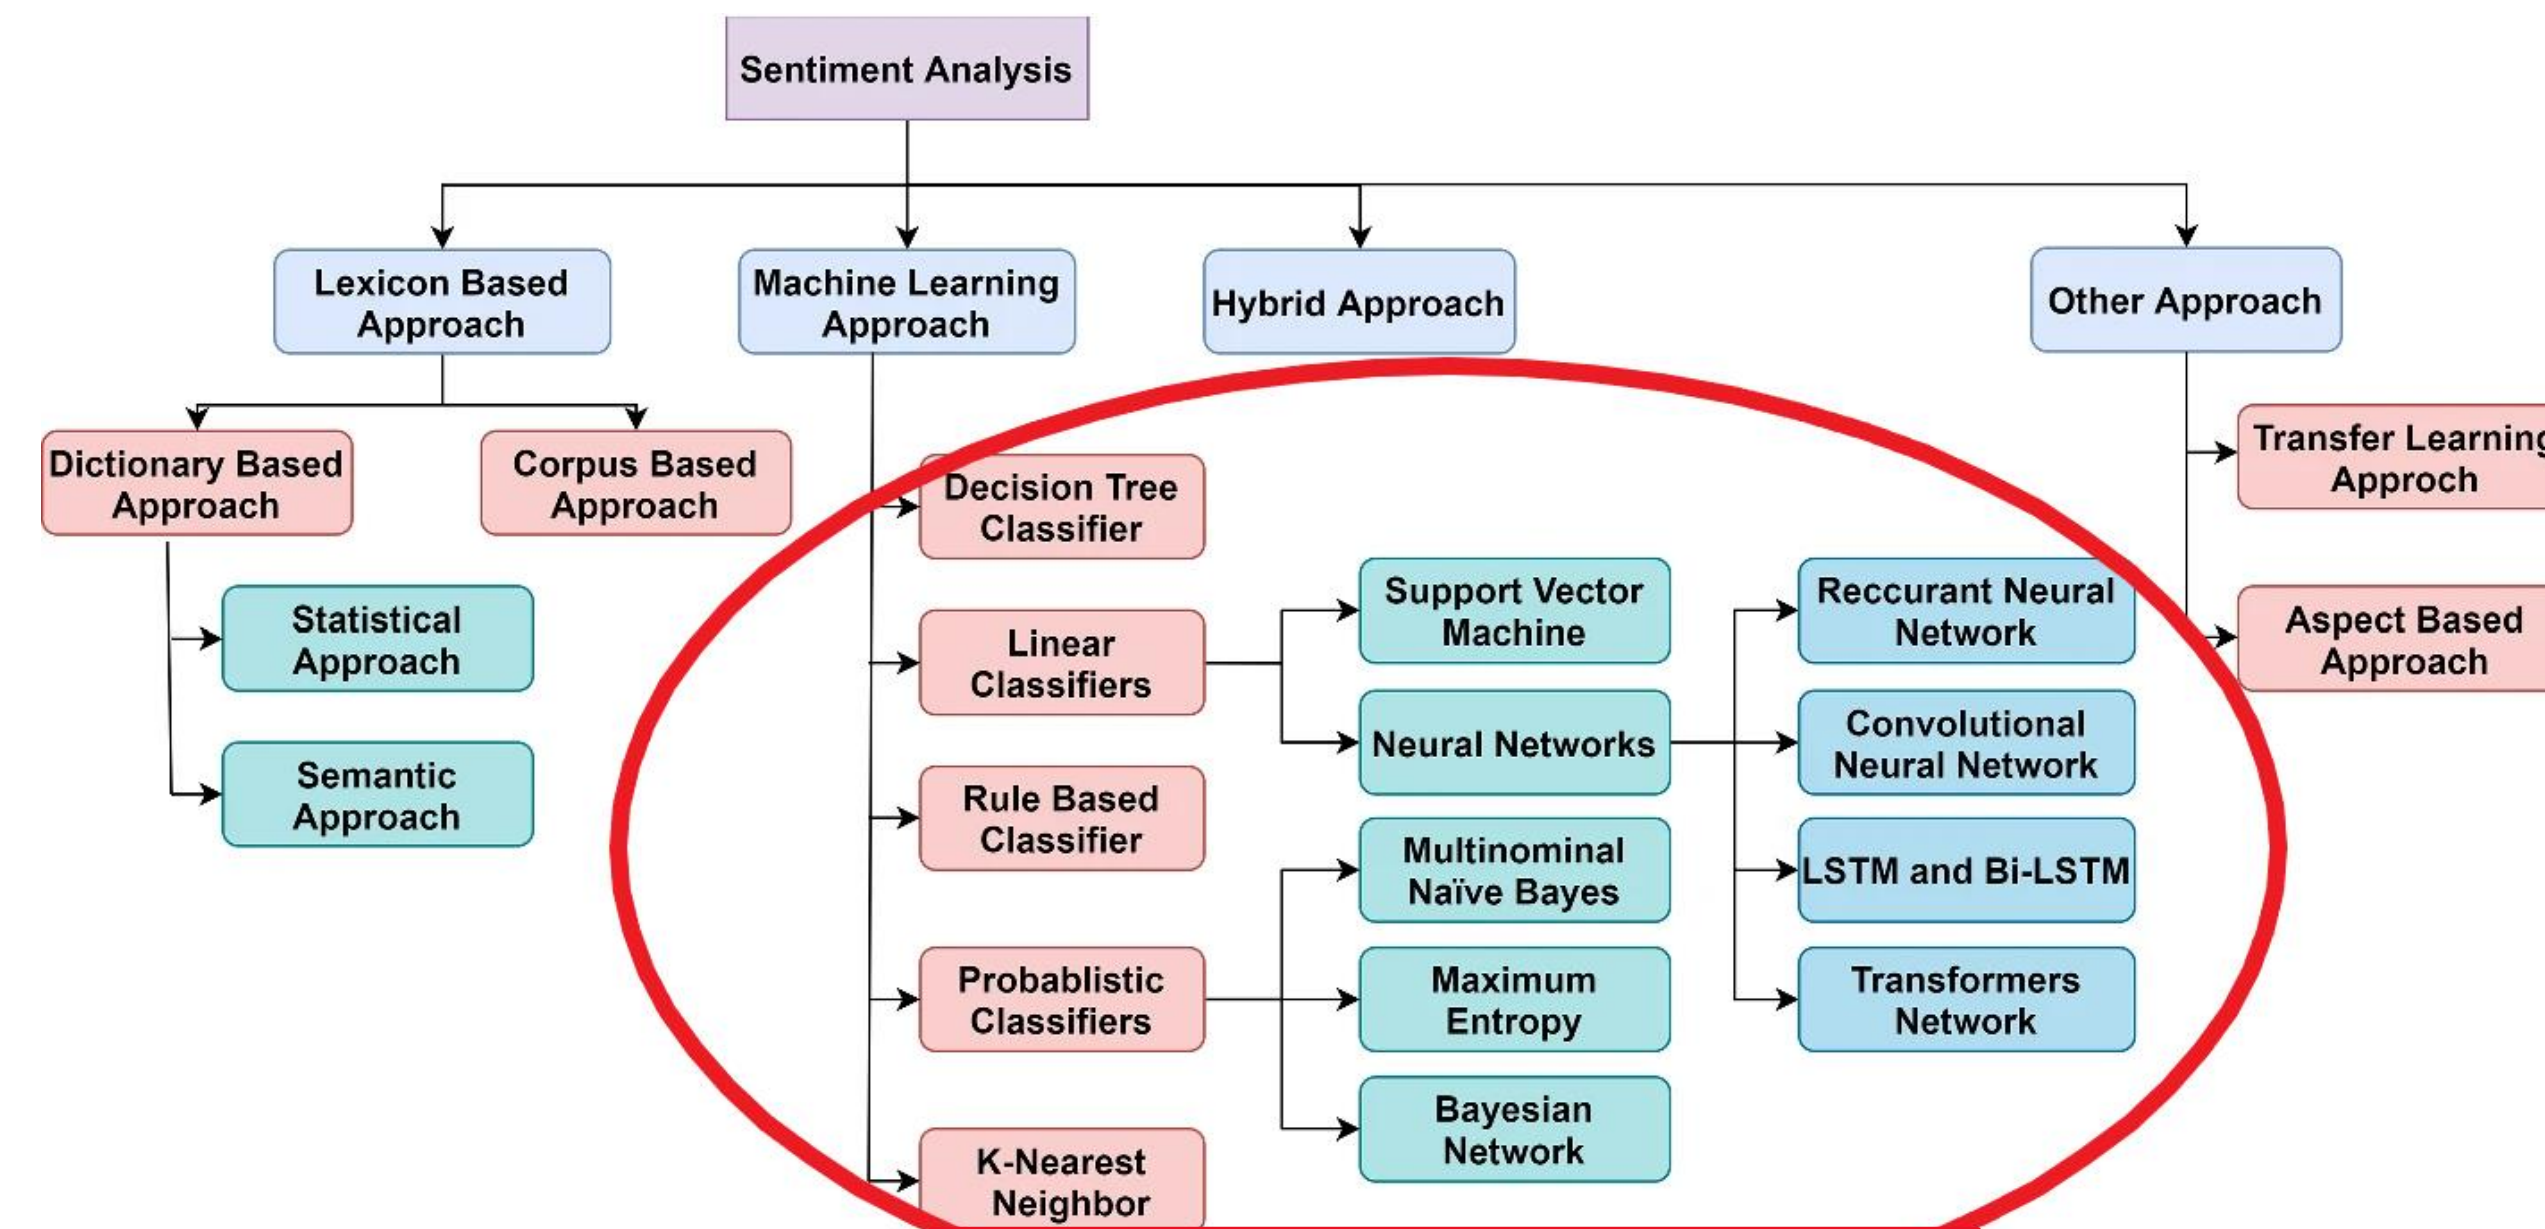 Sentiment Analysis
Lexicon Based
Approach
Machine Learning
Approach
Hybrid Approach
Other Approach
Dictionary Based
Approach
Corpus Based
Approach
Statistical
Approach
Semantic
Approach
Decision Tree
Classifier
Linear
Classifiers
Rule Based
Classifier
Probablistic
Classifiers
K-Nearest
Neighbor
Support Vector
Machine
Neural Networks
Multinominal
Naïve Bayes
Maximum
Entropy
Bayesian
Network
Reccurant Neural
Network
Convolutional
Neural Network
LSTM and Bi-LSTM
Transformers
Network
Transfer Learning
Approch
Aspect Based
Approach